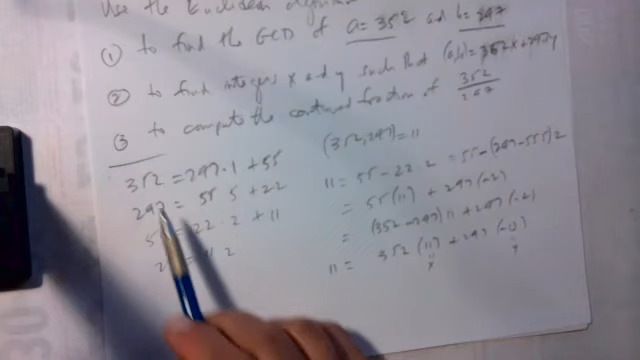 Use the Euclidean algorithm
① to find the GCD of a=352 and b=297
② to find integers x and y such that (a,b)=352x+297y
③ to compute the continued fraction of 352/297
352 = 297·1 + 55
297 = 55 5 + 22
= 22·2 + 11
2
(352,297) = 11
11 = 55-22 2 = 55-(297-55 5)2
= 55(11) + 297(-2)
= (352-297)11 + 297(-2)
11 = 352(11) + 297(-13)
x y